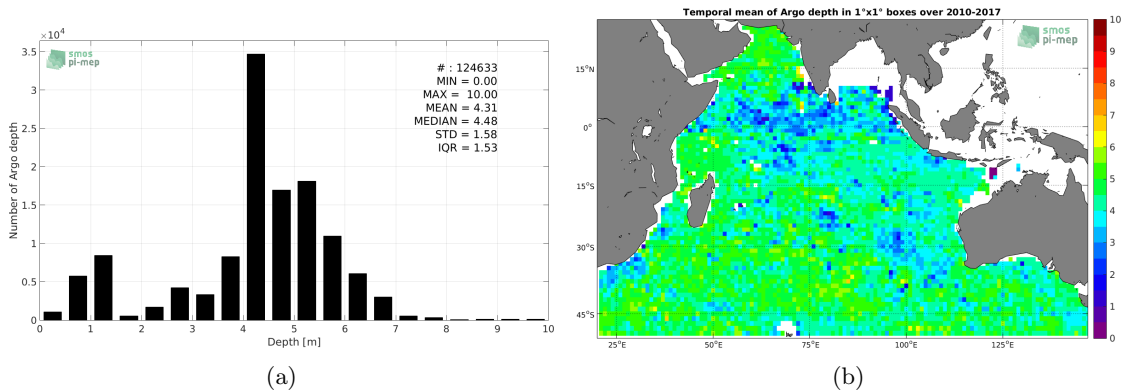 ×10⁴
smos
pi-mep
# : 124633
MIN = 0.00
MAX = 10.00
MEAN = 4.31
MEDIAN = 4.48
STD = 1.58
IQR = 1.53
3.5
3
2.5
2
1.5
1
0.5
0
Number of Argo depth
0 1 2 3 4 5 6 7 8 9 10
Depth [m]
(a)
Temporal mean of Argo depth in 1°x1° boxes over 2010-2017
smos
pi-mep
15°N
0°
15°S
30°S
45°S
25°E 50°E 75°E 100°E 125°E
10
9
8
7
6
5
4
3
2
1
0
(b)